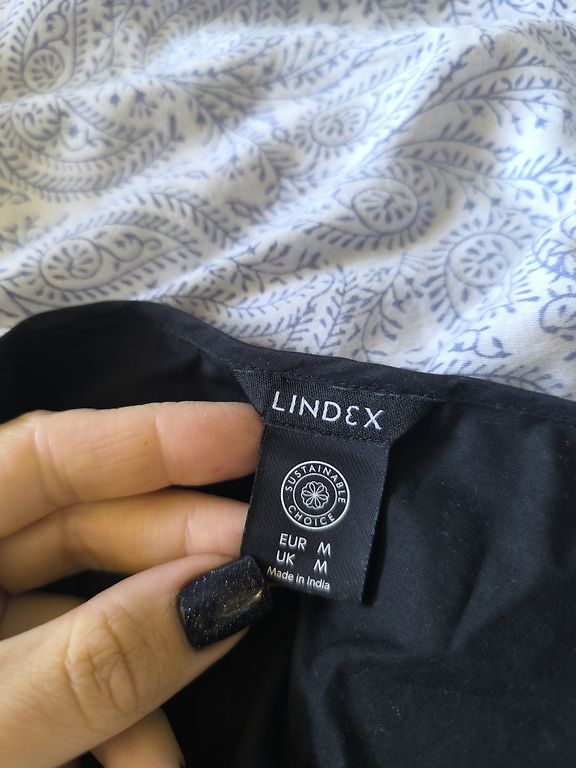 LINDEX
SUSTAINABLE
CHOICE
EUR M
UK M
Made in India